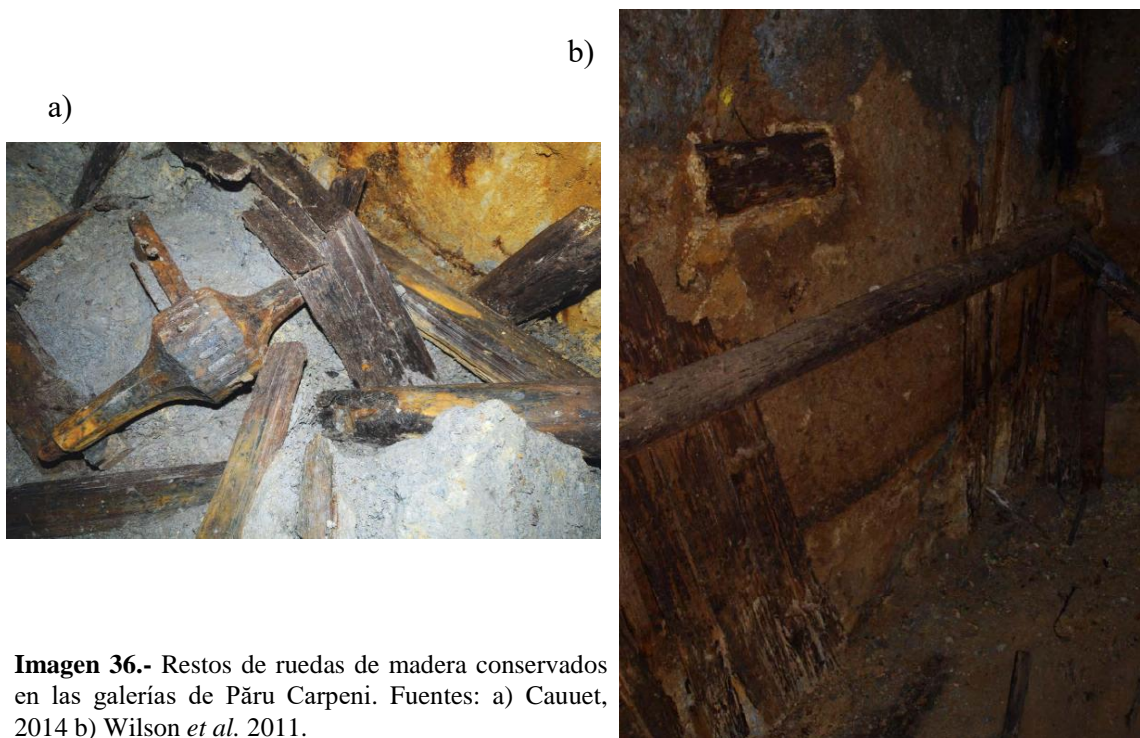 b)
a)
Imagen 36.- Restos de ruedas de madera conservados
en las galerías de Păru Carpeni. Fuentes: a) Cauuet,
2014 b) Wilson et al. 2011.